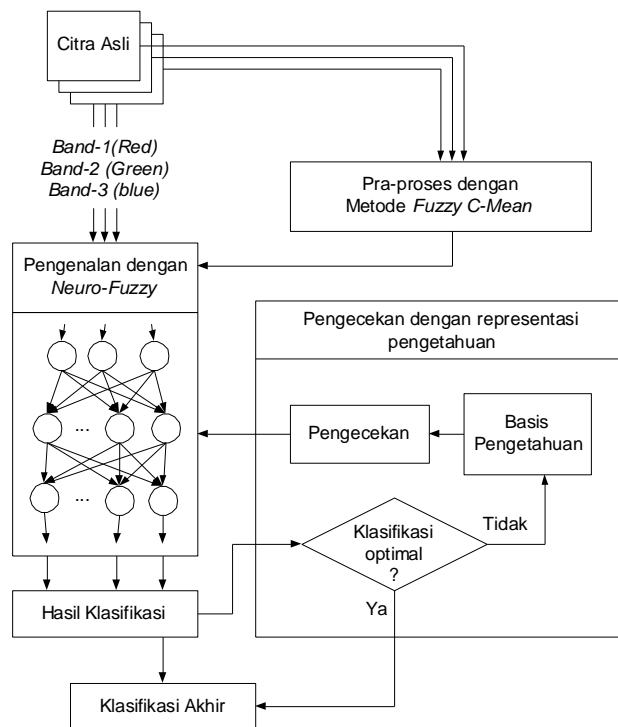 Citra Asli
Band-1(Red)
Band-2 (Green)
Band-3 (blue)
Pra-proses dengan
Metode Fuzzy C-Mean
Pengenalan dengan
Neuro-Fuzzy
...
...
Pengecekan dengan representasi
pengetahuan
Pengecekan
Basis
Pengetahuan
Klasifikasi
optimal
?
Tidak
Ya
Hasil Klasifikasi
Klasifikasi Akhir